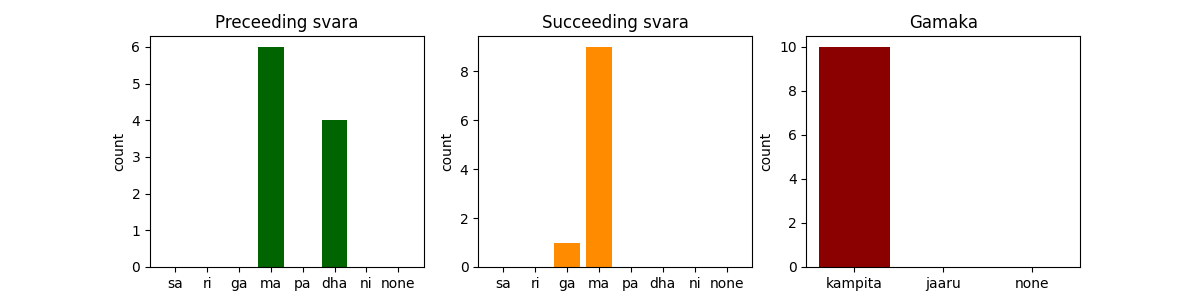 Preceeding svara
6
5
4
3
2
1
0
count
sa ri ga ma pa dha ni none
Succeeding svara
8
6
4
2
0
count
sa ri ga ma pa dha ni none
Gamaka
10
8
6
4
2
0
count
kampita jaaru none